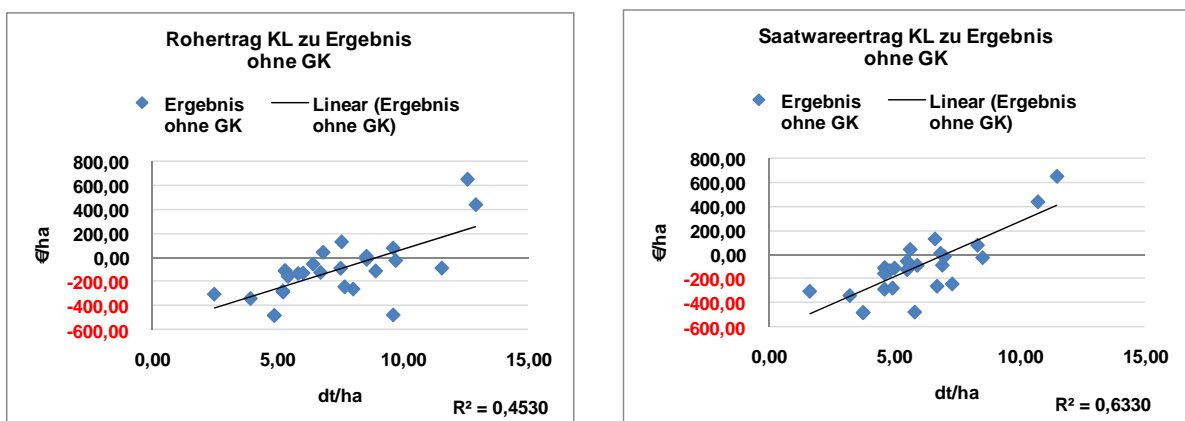 Rohertrag KL zu Ergebnis
ohne GK
Ergebnis
ohne GK
Linear (Ergebnis
ohne GK)
€/ha
800,00
600,00
400,00
200,00
0,00
-200,00
-400,00
-600,00
0,00 5,00 10,00 15,00
dt/ha
R² = 0,4530
Saatwareertrag KL zu Ergebnis
ohne GK
Ergebnis
ohne GK
Linear (Ergebnis
ohne GK)
€/ha
800,00
600,00
400,00
200,00
0,00
-200,00
-400,00
-600,00
0,00 5,00 10,00 15,00
dt/ha
R² = 0,6330